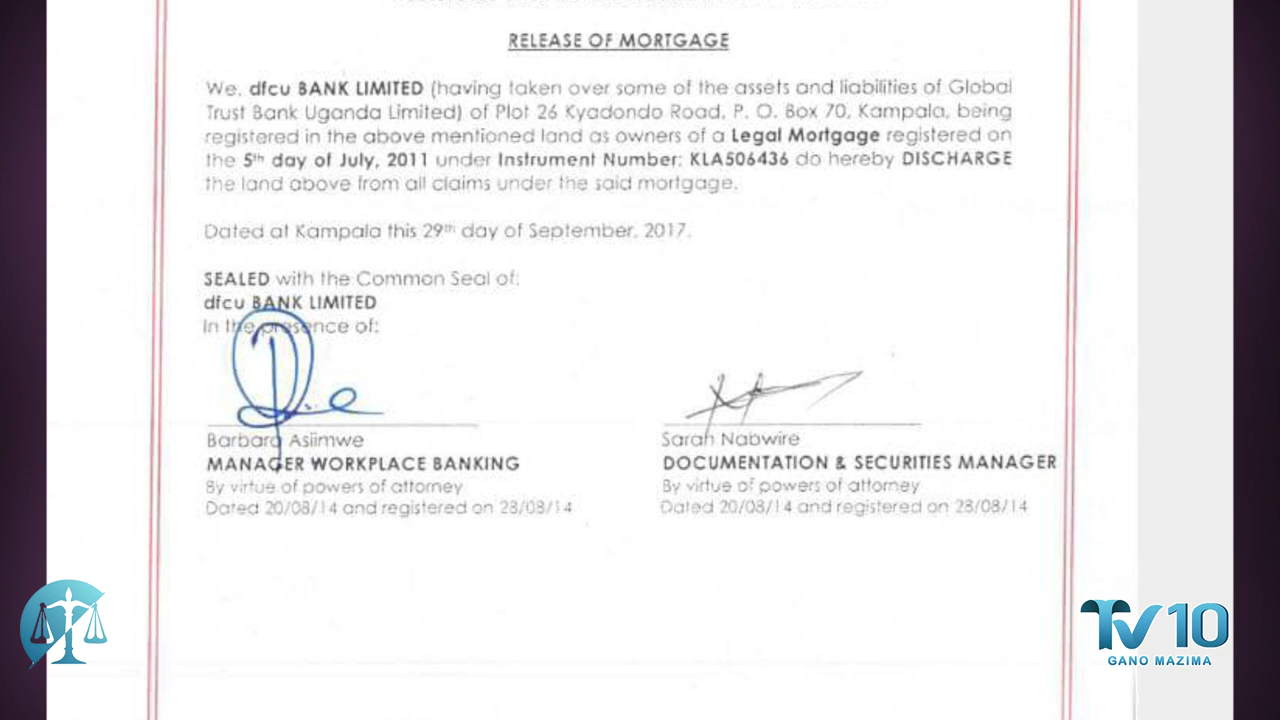 RELEASE OF MORTGAGE
We, dfcu BANK LIMITED (having taken over some of the assets and liabilities of Global
Trust Bank Uganda Limited) of Plot 26 Kyadondo Road, P. O. Box 70, Kampala, being
registered in the above mentioned land as owners of a Legal Mortgage registered on
the 5th day of July, 2011 under Instrument Number: KLA506436 do hereby DISCHARGE
the land above from all claims under the said mortgage.
Dated at Kampala this 29th day of September, 2017.
SEALED with the Common Seal of:
dfcu BANK LIMITED
In the presence of:
Barbara Asiimwe
MANAGER WORKPLACE BANKING
By virtue of powers of attorney
Dated 20/08/14 and registered on 28/08/14
Sarah Nabwire
DOCUMENTATION & SECURITIES MANAGER
By virtue of powers of attorney
Dated 20/08/14 and registered on 28/08/14
TV10
GANO MAZIMA